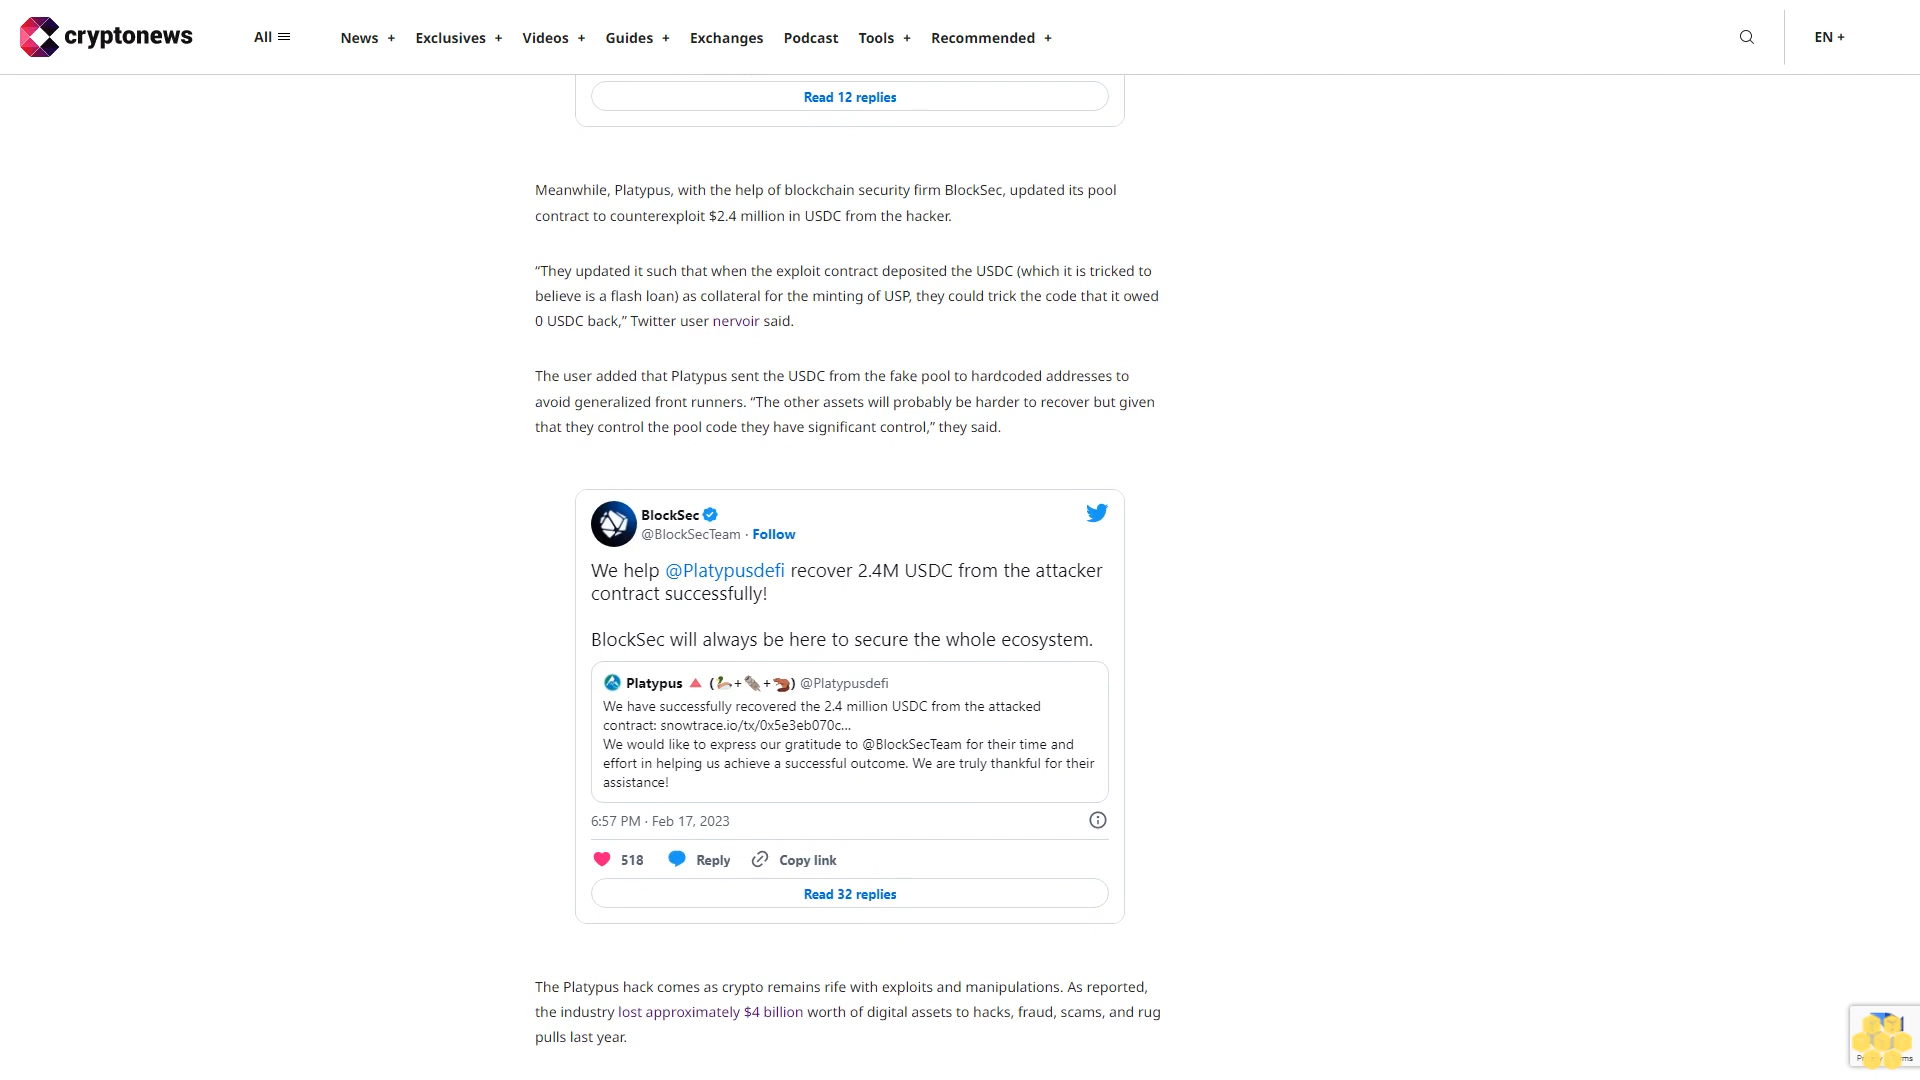 cryptonews
All
News +
Exclusives +
Videos +
Guides +
Exchanges
Podcast
Tools +
Recommended +
EN +
Read 12 replies
Meanwhile, Platypus, with the help of blockchain security firm BlockSec, updated its pool
contract to counterexploit $2.4 million in USDC from the hacker.
“They updated it such that when the exploit contract deposited the USDC (which it is tricked to
believe is a flash loan) as collateral for the minting of USP, they could trick the code that it owed
0 USDC back,” Twitter user nervoir said.
The user added that Platypus sent the USDC from the fake pool to hardcoded addresses to
avoid generalized front runners. “The other assets will probably be harder to recover but given
that they control the pool code they have significant control,” they said.
BlockSec
@BlockSecTeam · Follow
We help @Platypusdefi recover 2.4M USDC from the attacker
contract successfully!
BlockSec will always be here to secure the whole ecosystem.
Platypus 🔺 (🦆+🪶+🦫) @Platypusdefi
We have successfully recovered the 2.4 million USDC from the attacked
contract: snowtrace.io/tx/0x5e3eb070c…
We would like to express our gratitude to @BlockSecTeam for their time and
effort in helping us achieve a successful outcome. We are truly thankful for their
assistance!
6:57 PM · Feb 17, 2023
518
Reply
Copy link
Read 32 replies
The Platypus hack comes as crypto remains rife with exploits and manipulations. As reported,
the industry lost approximately $4 billion worth of digital assets to hacks, fraud, scams, and rug
pulls last year.